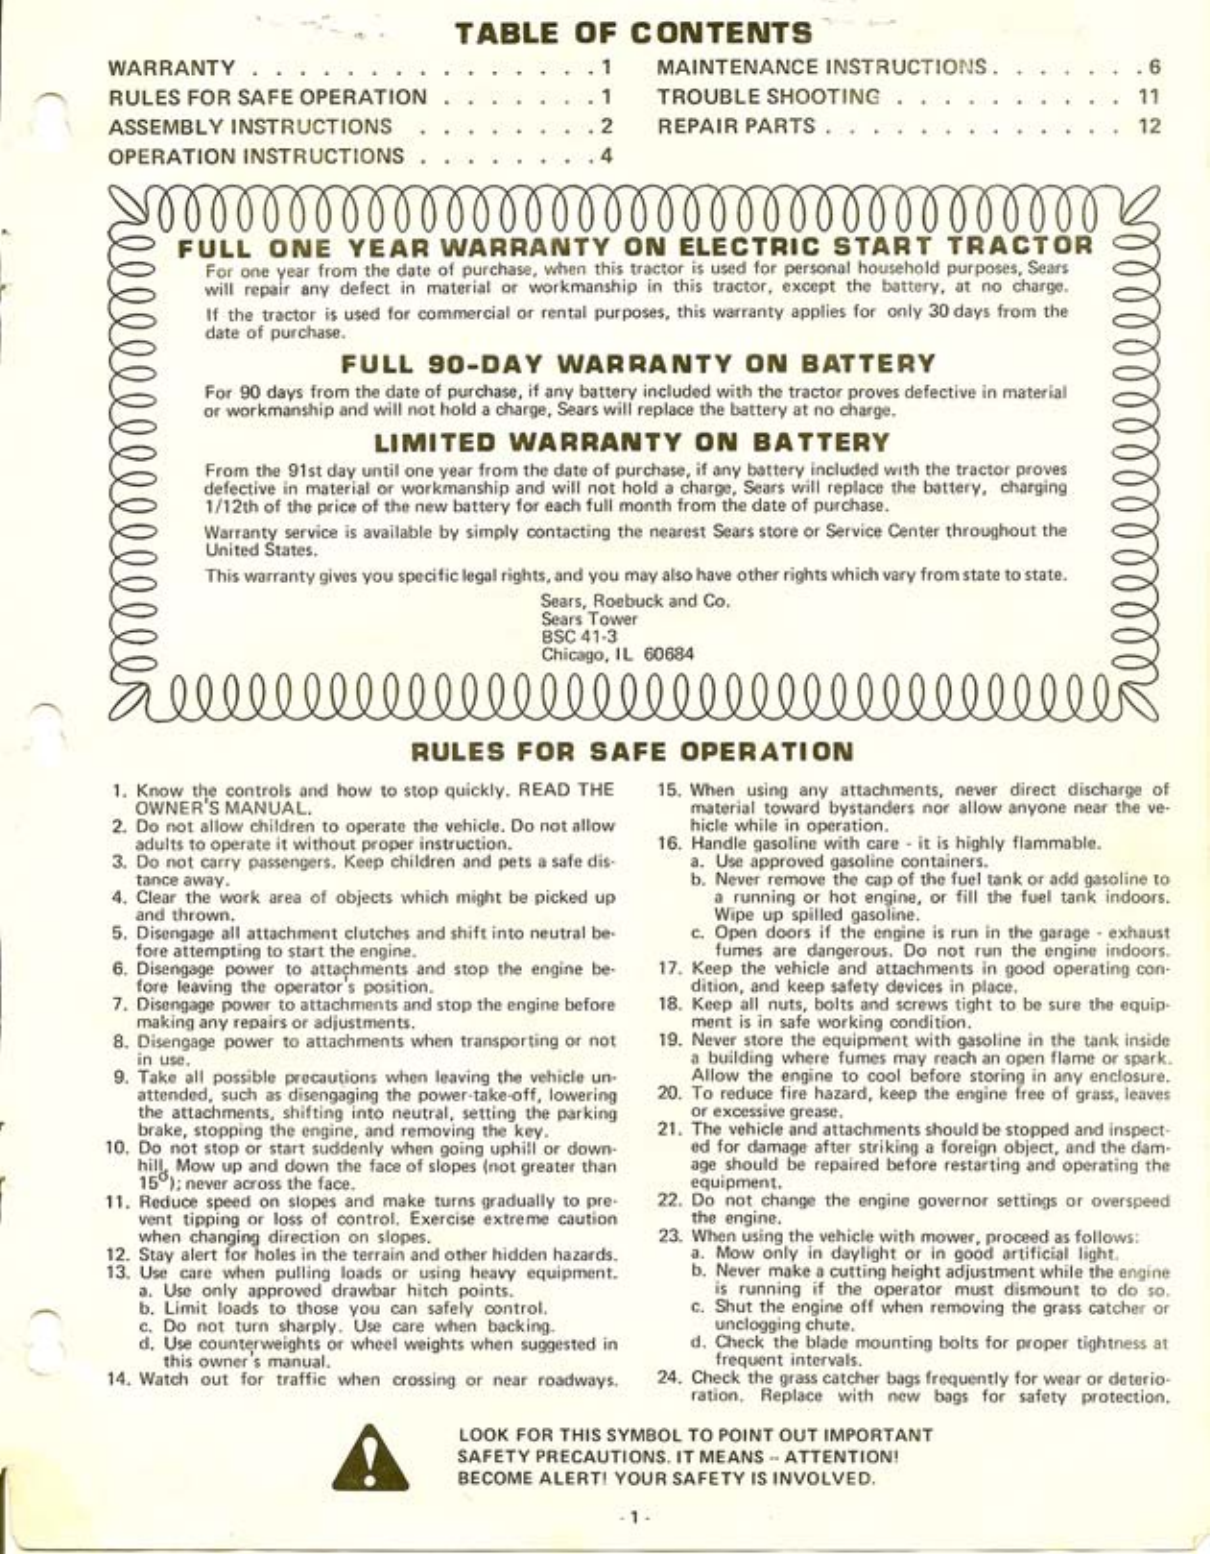 TABLE OF CONTENTS
WARRANTY . . . . . . . . . . . . . . . 1
RULES FOR SAFE OPERATION . . . . . . . 1
ASSEMBLY INSTRUCTIONS . . . . . . . . 2
OPERATION INSTRUCTIONS . . . . . . . . 4
MAINTENANCE INSTRUCTIONS . . . . . . . 6
TROUBLE SHOOTING . . . . . . . . . . 11
REPAIR PARTS . . . . . . . . . . . . . 12
FULL ONE YEAR WARRANTY ON ELECTRIC START TRACTOR
For one year from the date of purchase, when this tractor is used for personal household purposes, Sears
will repair any defect in material or workmanship in this tractor, except the battery, at no charge.
If the tractor is used for commercial or rental purposes, this warranty applies for only 30 days from the
date of purchase.
FULL 90-DAY WARRANTY ON BATTERY
For 90 days from the date of purchase, if any battery included with the tractor proves defective in material
or workmanship and will not hold a charge, Sears will replace the battery at no charge.
LIMITED WARRANTY ON BATTERY
From the 91st day until one year from the date of purchase, if any battery included with the tractor proves
defective in material or workmanship and will not hold a charge, Sears will replace the battery, charging
1/12th of the price of the new battery for each full month from the date of purchase.
Warranty service is available by simply contacting the nearest Sears store or Service Center throughout the
United States.
This warranty gives you specific legal rights, and you may also have other rights which vary from state to state.
Sears, Roebuck and Co.
Sears Tower
BSC 41-3
Chicago, IL 60684
RULES FOR SAFE OPERATION
1. Know the controls and how to stop quickly. READ THE
OWNER'S MANUAL.
2. Do not allow children to operate the vehicle. Do not allow
adults to operate it without proper instruction.
3. Do not carry passengers. Keep children and pets a safe dis-
tance away.
4. Clear the work area of objects which might be picked up
and thrown.
5. Disengage all attachment clutches and shift into neutral be-
fore attempting to start the engine.
6. Disengage power to attachments and stop the engine be-
fore leaving the operator's position.
7. Disengage power to attachments and stop the engine before
making any repairs or adjustments.
8. Disengage power to attachments when transporting or not
in use.
9. Take all possible precautions when leaving the vehicle un-
attended, such as disengaging the power-take-off, lowering
the attachments, shifting into neutral, setting the parking
brake, stopping the engine, and removing the key.
10. Do not stop or start suddenly when going uphill or down-
hill. Mow up and down the face of slopes (not greater than
15°); never across the face.
11. Reduce speed on slopes and make turns gradually to pre-
vent tipping or loss of control. Exercise extreme caution
when changing direction on slopes.
12. Stay alert for holes in the terrain and other hidden hazards.
13. Use care when pulling loads or using heavy equipment.
a. Use only approved drawbar hitch points.
b. Limit loads to those you can safely control.
c. Do not turn sharply. Use care when backing.
d. Use counterweights or wheel weights when suggested in
this owner's manual.
14. Watch out for traffic when crossing or near roadways.
15. When using any attachments, never direct discharge of
material toward bystanders nor allow anyone near the ve-
hicle while in operation.
16. Handle gasoline with care - it is highly flammable.
a. Use approved gasoline containers.
b. Never remove the cap of the fuel tank or add gasoline to
a running or hot engine, or fill the fuel tank indoors.
Wipe up spilled gasoline.
c. Open doors if the engine is run in the garage - exhaust
fumes are dangerous. Do not run the engine indoors.
17. Keep the vehicle and attachments in good operating con-
dition, and keep safety devices in place.
18. Keep all nuts, bolts and screws tight to be sure the equip-
ment is in safe working condition.
19. Never store the equipment with gasoline in the tank inside
a building where fumes may reach an open flame or spark.
Allow the engine to cool before storing in any enclosure.
20. To reduce fire hazard, keep the engine free of grass, leaves
or excessive grease.
21. The vehicle and attachments should be stopped and inspect-
ed for damage after striking a foreign object, and the dam-
age should be repaired before restarting and operating the
equipment.
22. Do not change the engine governor settings or overspeed
the engine.
23. When using the vehicle with mower, proceed as follows:
a. Mow only in daylight or in good artificial light.
b. Never make a cutting height adjustment while the engine
is running if the operator must dismount to do so.
c. Shut the engine off when removing the grass catcher or
unclogging chute.
d. Check the blade mounting bolts for proper tightness at
frequent intervals.
24. Check the grass catcher bags frequently for wear or deterio-
ration. Replace with new bags for safety protection.
LOOK FOR THIS SYMBOL TO POINT OUT IMPORTANT
SAFETY PRECAUTIONS. IT MEANS -- ATTENTION!
BECOME ALERT! YOUR SAFETY IS INVOLVED.
- 1 -